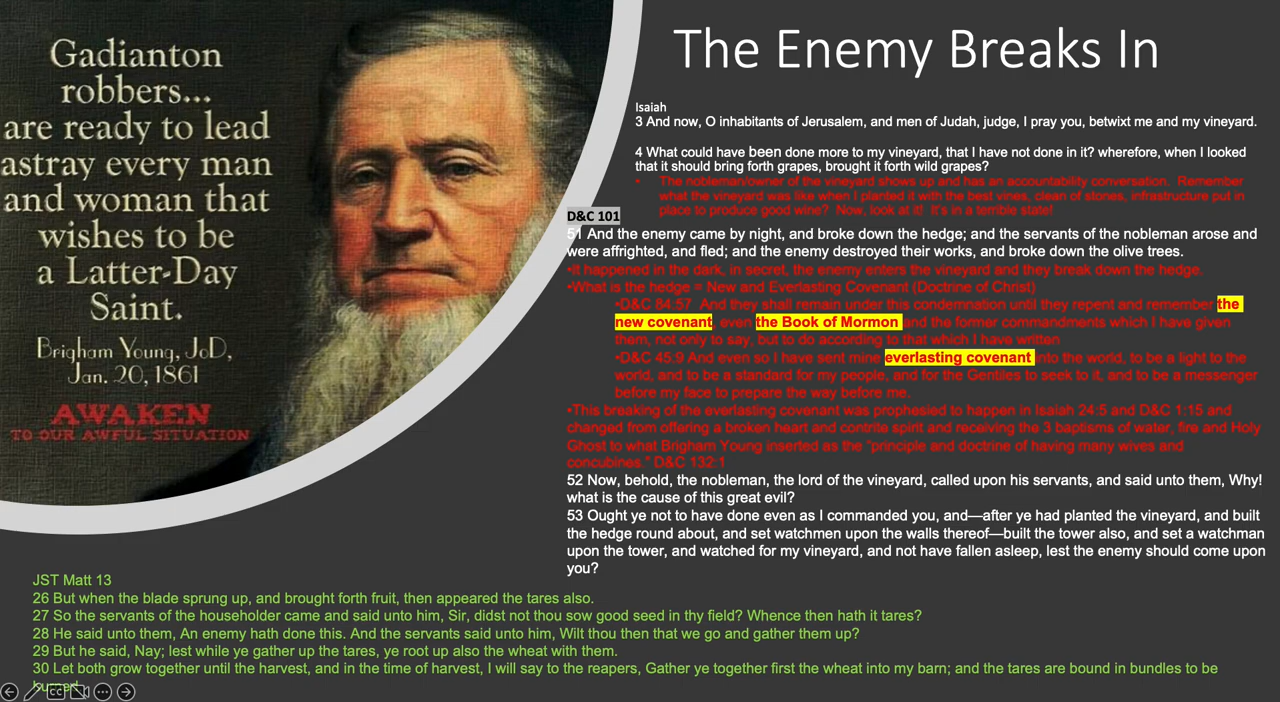 Gadianton
robbers...
are ready to lead
astray every man
and woman that
wishes to be
a Latter-Day
Saint.
Brigham Young, JoD,
Jan. 20, 1861
AWAKEN
TO OUR AWFUL SITUATION
The Enemy Breaks In
Isaiah
3 And now, O inhabitants of Jerusalem, and men of Judah, judge, I pray you, betwixt me and my vineyard.
4 What could have been done more to my vineyard, that I have not done in it? wherefore, when I looked
that it should bring forth grapes, brought it forth wild grapes?
• The nobleman/owner of the vineyard shows up and has an accountability conversation. Remember
what the vineyard was like when I planted it with the best vines, clean of stones, infrastructure put in
place to produce good wine? Now, look at it! It's in a terrible state!
D&C 101
51 And the enemy came by night, and broke down the hedge; and the servants of the nobleman arose and
were affrighted, and fled; and the enemy destroyed their works, and broke down the olive trees.
•It happened in the dark, in secret, the enemy enters the vineyard and they break down the hedge.
•What is the hedge = New and Everlasting Covenant (Doctrine of Christ)
•D&C 84:57 And they shall remain under this condemnation until they repent and remember the
new covenant, even the Book of Mormon and the former commandments which I have given
them, not only to say, but to do according to that which I have written
•D&C 45:9 And even so I have sent mine everlasting covenant into the world, to be a light to the
world, and to be a standard for my people, and for the Gentiles to seek to it, and to be a messenger
before my face to prepare the way before me.
•This breaking of the everlasting covenant was prophesied to happen in Isaiah 24:5 and D&C 1:15 and
changed from offering a broken heart and contrite spirit and receiving the 3 baptisms of water, fire and Holy
Ghost to what Brigham Young inserted as the "principle and doctrine of having many wives and
concubines." D&C 132:1
52 Now, behold, the nobleman, the lord of the vineyard, called upon his servants, and said unto them, Why!
what is the cause of this great evil?
53 Ought ye not to have done even as I commanded you, and—after ye had planted the vineyard, and built
the hedge round about, and set watchmen upon the walls thereof—built the tower also, and set a watchman
upon the tower, and watched for my vineyard, and not have fallen asleep, lest the enemy should come upon
you?
JST Matt 13
26 But when the blade sprung up, and brought forth fruit, then appeared the tares also.
27 So the servants of the householder came and said unto him, Sir, didst not thou sow good seed in thy field? Whence then hath it tares?
28 He said unto them, An enemy hath done this. And the servants said unto him, Wilt thou then that we go and gather them up?
29 But he said, Nay; lest while ye gather up the tares, ye root up also the wheat with them.
30 Let both grow together until the harvest, and in the time of harvest, I will say to the reapers, Gather ye together first the wheat into my barn; and the tares are bound in bundles to be
CC